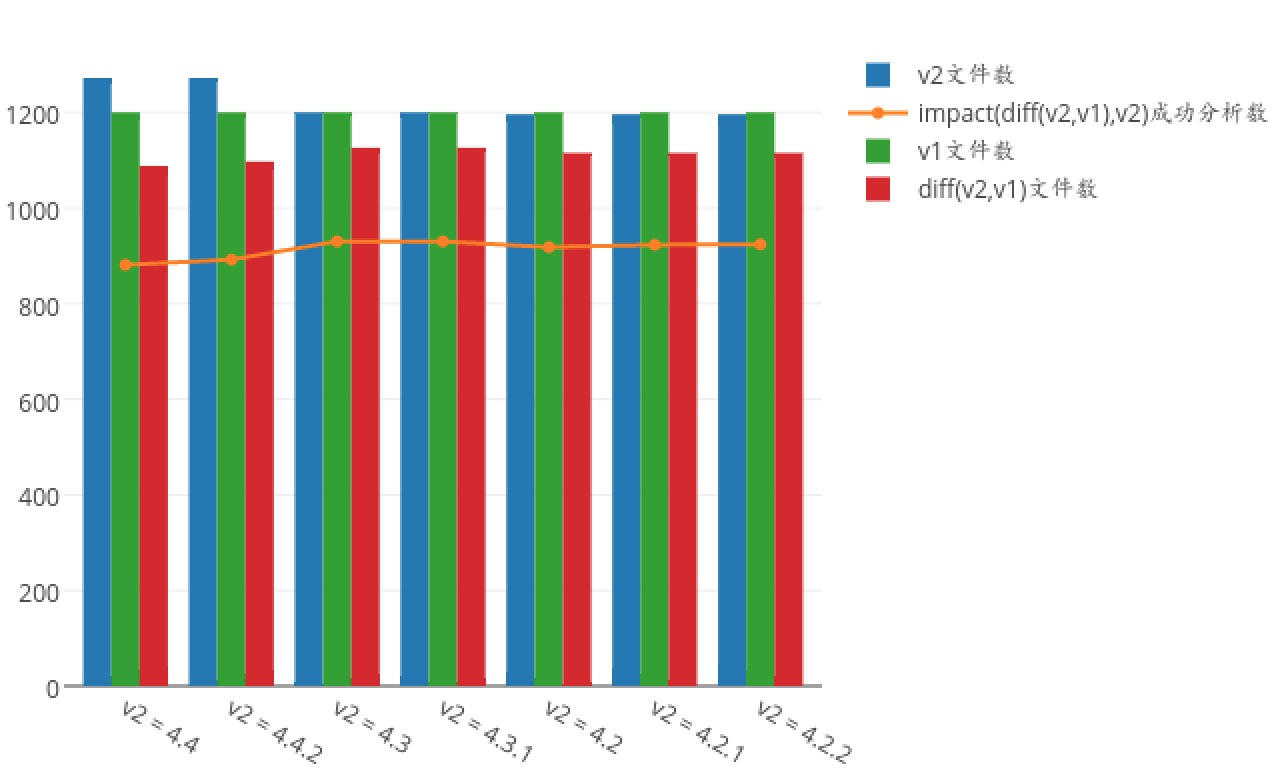 1200
1000
800
600
400
200
0
v2 = 4.4
v2 = 4.4.2
v2 = 4.3
v2 = 4.3.1
v2 = 4.2
v2 = 4.2.1
v2 = 4.2.2
v2文件数
impact(diff(v2,v1),v2)成功分析数
v1文件数
diff(v2,v1)文件数